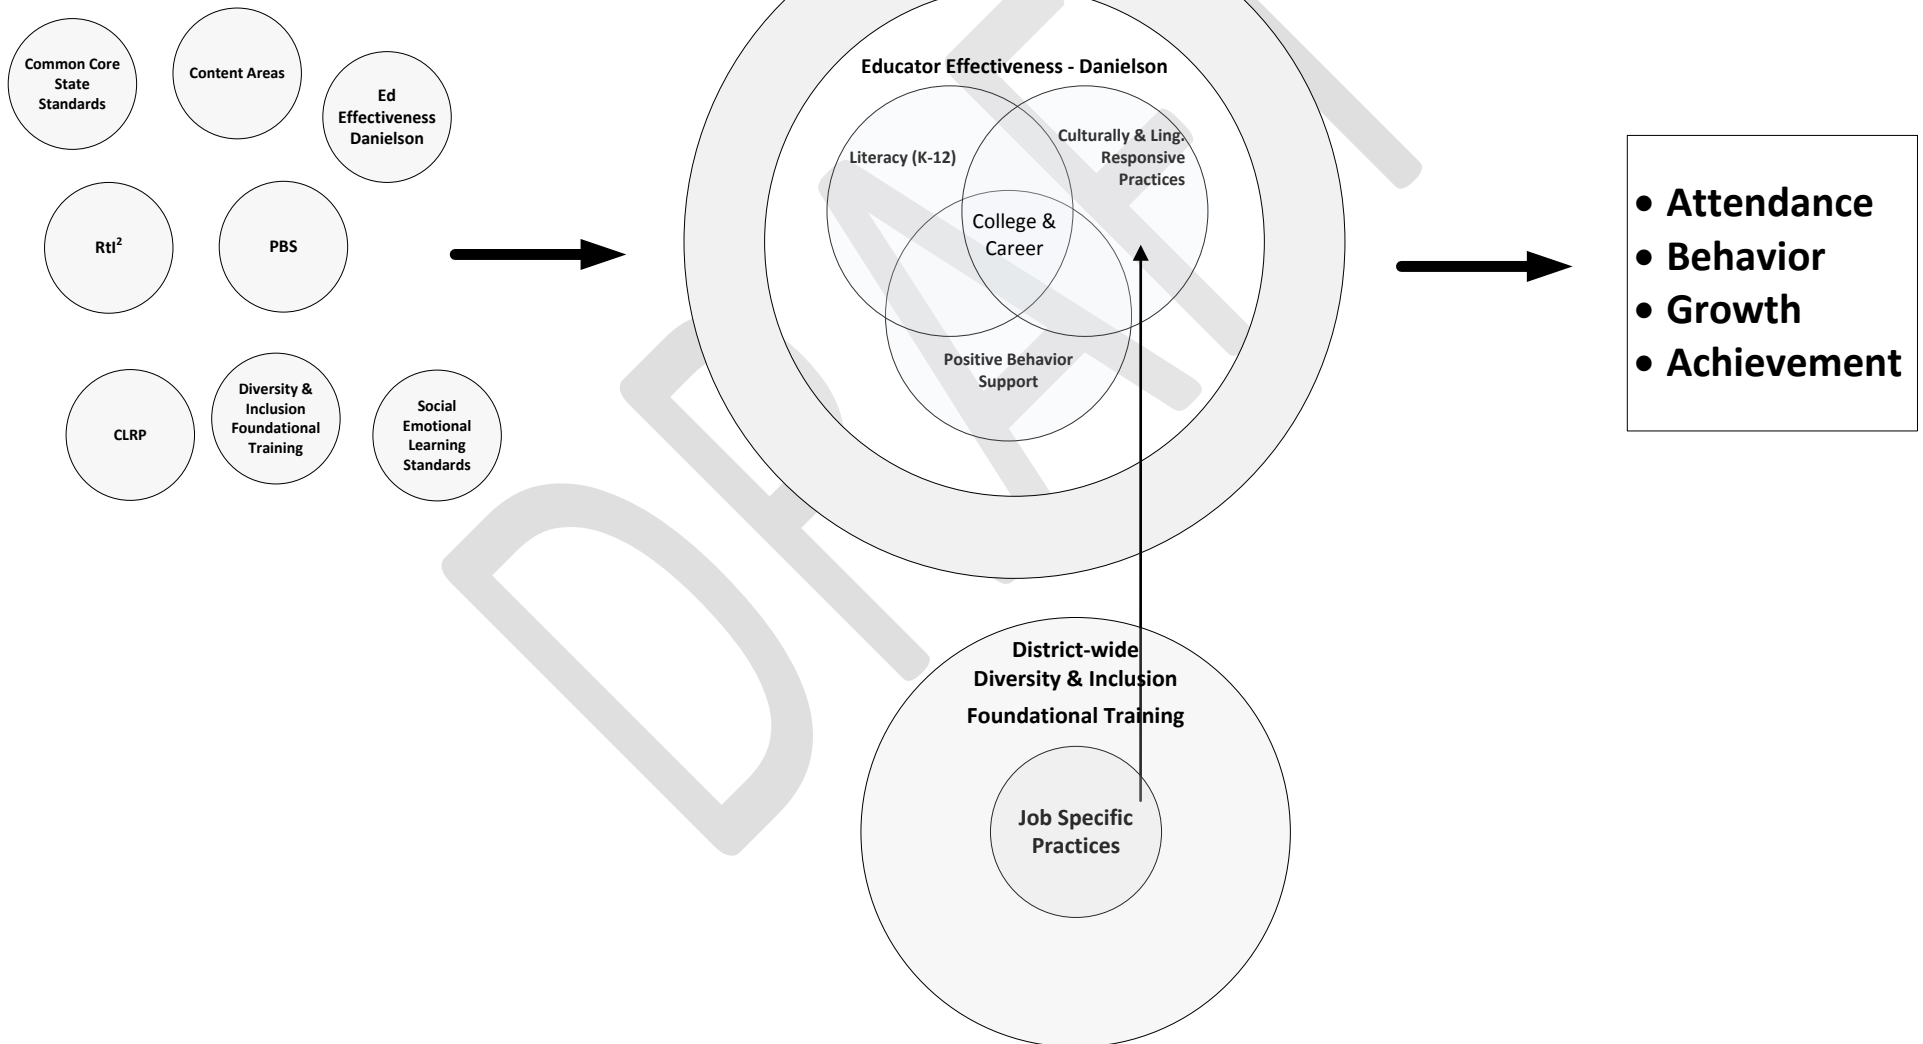 Common Core
State
Standards
Content Areas
Ed
Effectiveness
Danielson
RtI²
PBS
CLRP
Diversity &
Inclusion
Foundational
Training
Social
Emotional
Learning
Standards
Educator Effectiveness - Danielson
Literacy (K-12)
Culturally & Ling.
Responsive
Practices
College &
Career
Positive Behavior
Support
District-wide
Diversity & Inclusion
Foundational Training
Job Specific
Practices
• Attendance
• Behavior
• Growth
• Achievement
DRAFT